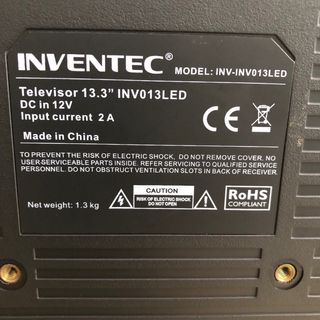 INVENTEC® MODEL: INV-INV013LED
Televisor 13.3" INV013LED
DC in 12V
Input current 2 A
Made in China
CE
TO PREVENT THE RISK OF ELECTRIC SHOCK, DO NOT REMOVE COVER. NO
USER-SERVICEABLE PARTS INSIDE. REFER TO QUALIFIED SERVICE
PERSONNEL. DO NOT OBSTRUCT VENTILATION SLOTS IN BACK OF RECEIVER.
Net weight: 1.3 kg
CAUTION
RISK OF ELECTRIC SHOCK
DO NOT OPEN
RoHS
COMPLIANT